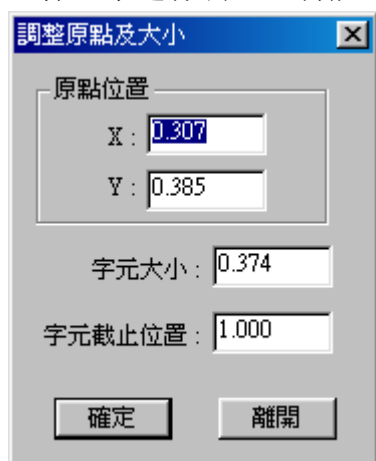 調整原點及大小
原點位置
X : 0.307
Y : 0.385
字元大小 : 0.374
字元截止位置 : 1.000
確定 離開